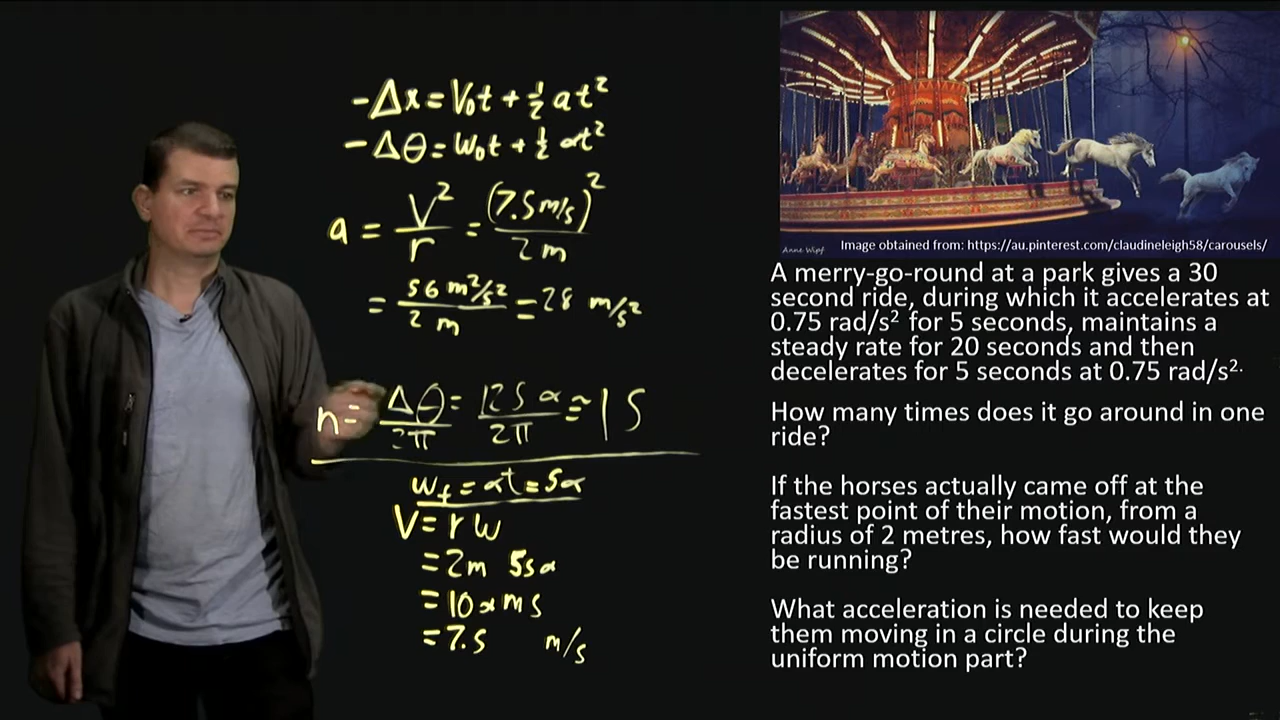 -Δx = V₀t + ½ at²
-Δθ = ω₀t + ½ αt²
a = V²/r = (7.5 m/s)²/2 m
= 56 m²/s²/2 m = 28 m/s²
n = Δθ/2π = 125 α/2π ≈ 15
ω_f = αt = 5α
V = r ω
= 2m 5s α
= 10 α m s
= 7.5 m/s
Anne Wipf
Image obtained from: https://au.pinterest.com/claudineleigh58/carousels/
A merry-go-round at a park gives a 30
second ride, during which it accelerates at
0.75 rad/s² for 5 seconds, maintains a
steady rate for 20 seconds and then
decelerates for 5 seconds at 0.75 rad/s².
How many times does it go around in one
ride?
If the horses actually came off at the
fastest point of their motion, from a
radius of 2 metres, how fast would they
be running?
What acceleration is needed to keep
them moving in a circle during the
uniform motion part?